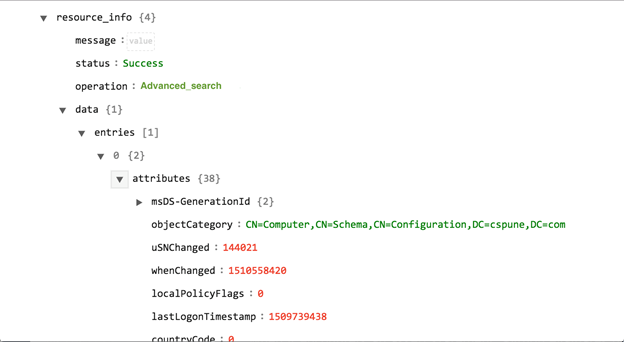 resource_info {4}
message : value
status : Success
operation : Advanced_search
data {1}
entries [1]
0 {2}
attributes {38}
msDS-GenerationId {2}
objectCategory : CN=Computer,CN=Schema,CN=Configuration,DC=cspune,DC=com
uSNChanged : 144021
whenChanged : 1510558420
localPolicyFlags : 0
lastLogonTimestamp : 1509739438
countryCode : 0